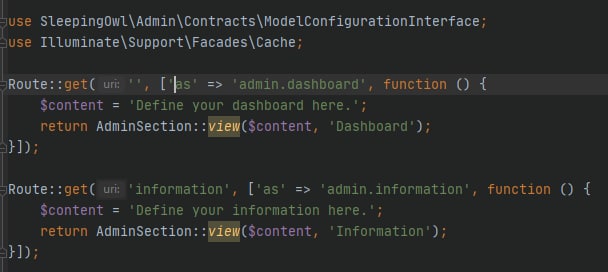 use SleepingOwl\Admin\Contracts\ModelConfigurationInterface;
use Illuminate\Support\Facades\Cache;
Route::get( uri: '', ['as' => 'admin.dashboard', function () {
$content = 'Define your dashboard here.';
return AdminSection::view($content, 'Dashboard');
}]);
Route::get( uri: 'information', ['as' => 'admin.information', function () {
$content = 'Define your information here.';
return AdminSection::view($content, 'Information');
}]);